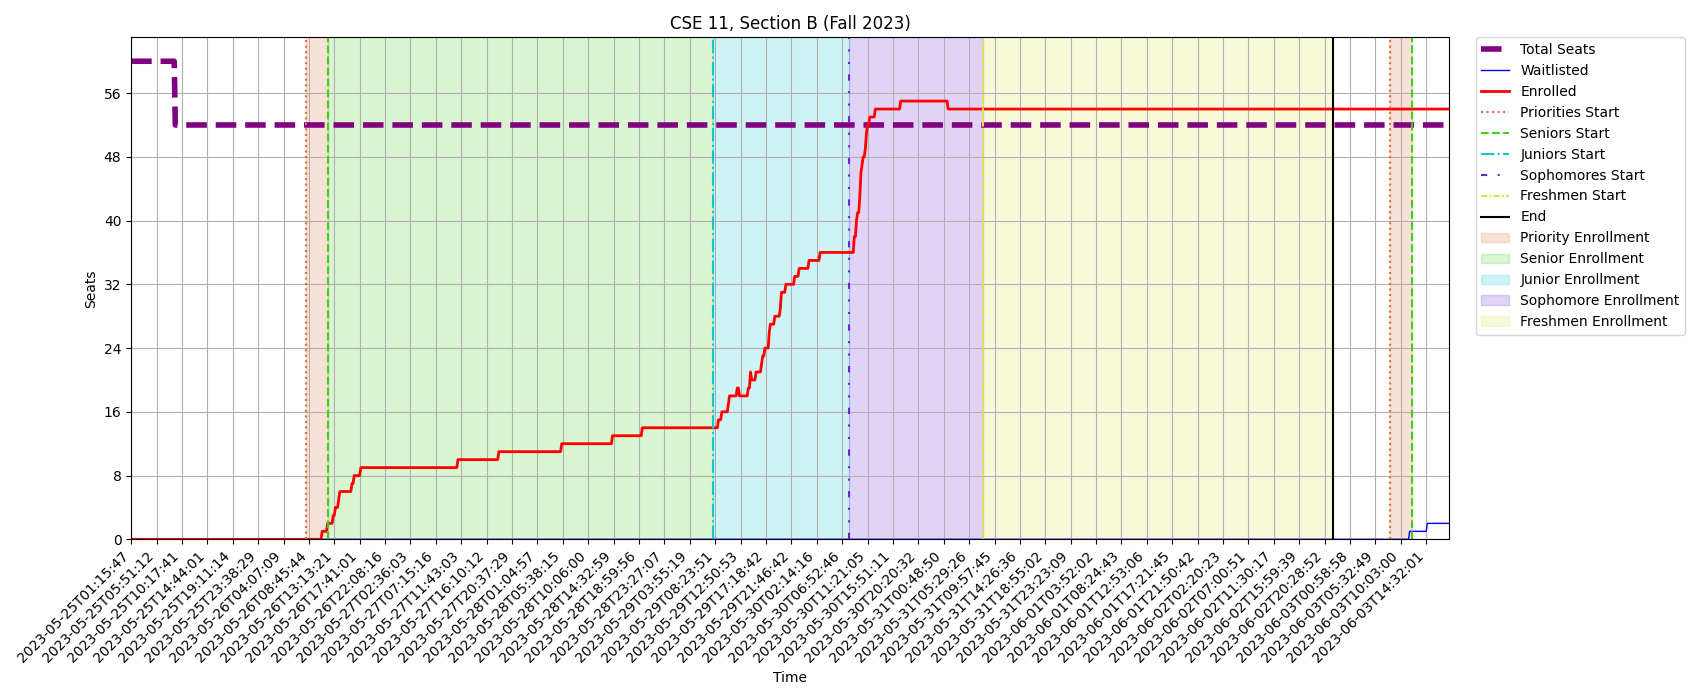 CSE 11, Section B (Fall 2023)
Seats
56
48
40
32
24
16
8
0
2023-05-25T01:15:47
2023-05-25T05:51:12
2023-05-25T10:17:41
2023-05-25T14:44:01
2023-05-25T19:11:14
2023-05-25T23:38:29
2023-05-26T04:07:09
2023-05-26T08:45:44
2023-05-26T13:13:21
2023-05-26T17:41:01
2023-05-26T22:08:16
2023-05-27T02:36:03
2023-05-27T07:15:16
2023-05-27T11:43:03
2023-05-27T16:10:12
2023-05-27T20:37:29
2023-05-28T01:04:57
2023-05-28T05:38:15
2023-05-28T10:06:00
2023-05-28T14:32:59
2023-05-28T18:59:56
2023-05-28T23:27:07
2023-05-29T03:55:19
2023-05-29T08:23:51
2023-05-29T12:50:53
2023-05-29T17:18:42
2023-05-29T21:46:42
2023-05-30T02:14:16
2023-05-30T06:52:46
2023-05-30T11:21:05
2023-05-30T15:51:11
2023-05-30T20:20:32
2023-05-31T00:48:50
2023-05-31T05:29:26
2023-05-31T09:57:45
2023-05-31T14:26:36
2023-05-31T18:55:02
2023-05-31T23:23:09
2023-06-01T03:52:02
2023-06-01T08:24:43
2023-06-01T12:53:06
2023-06-01T17:21:45
2023-06-01T21:50:42
2023-06-02T02:20:23
2023-06-02T07:00:51
2023-06-02T11:30:17
2023-06-02T15:59:39
2023-06-02T20:28:52
2023-06-03T00:58:58
2023-06-03T05:32:49
2023-06-03T10:03:00
2023-06-03T14:32:01
Time
Total Seats
Waitlisted
Enrolled
Priorities Start
Seniors Start
Juniors Start
Sophomores Start
Freshmen Start
End
Priority Enrollment
Senior Enrollment
Junior Enrollment
Sophomore Enrollment
Freshmen Enrollment